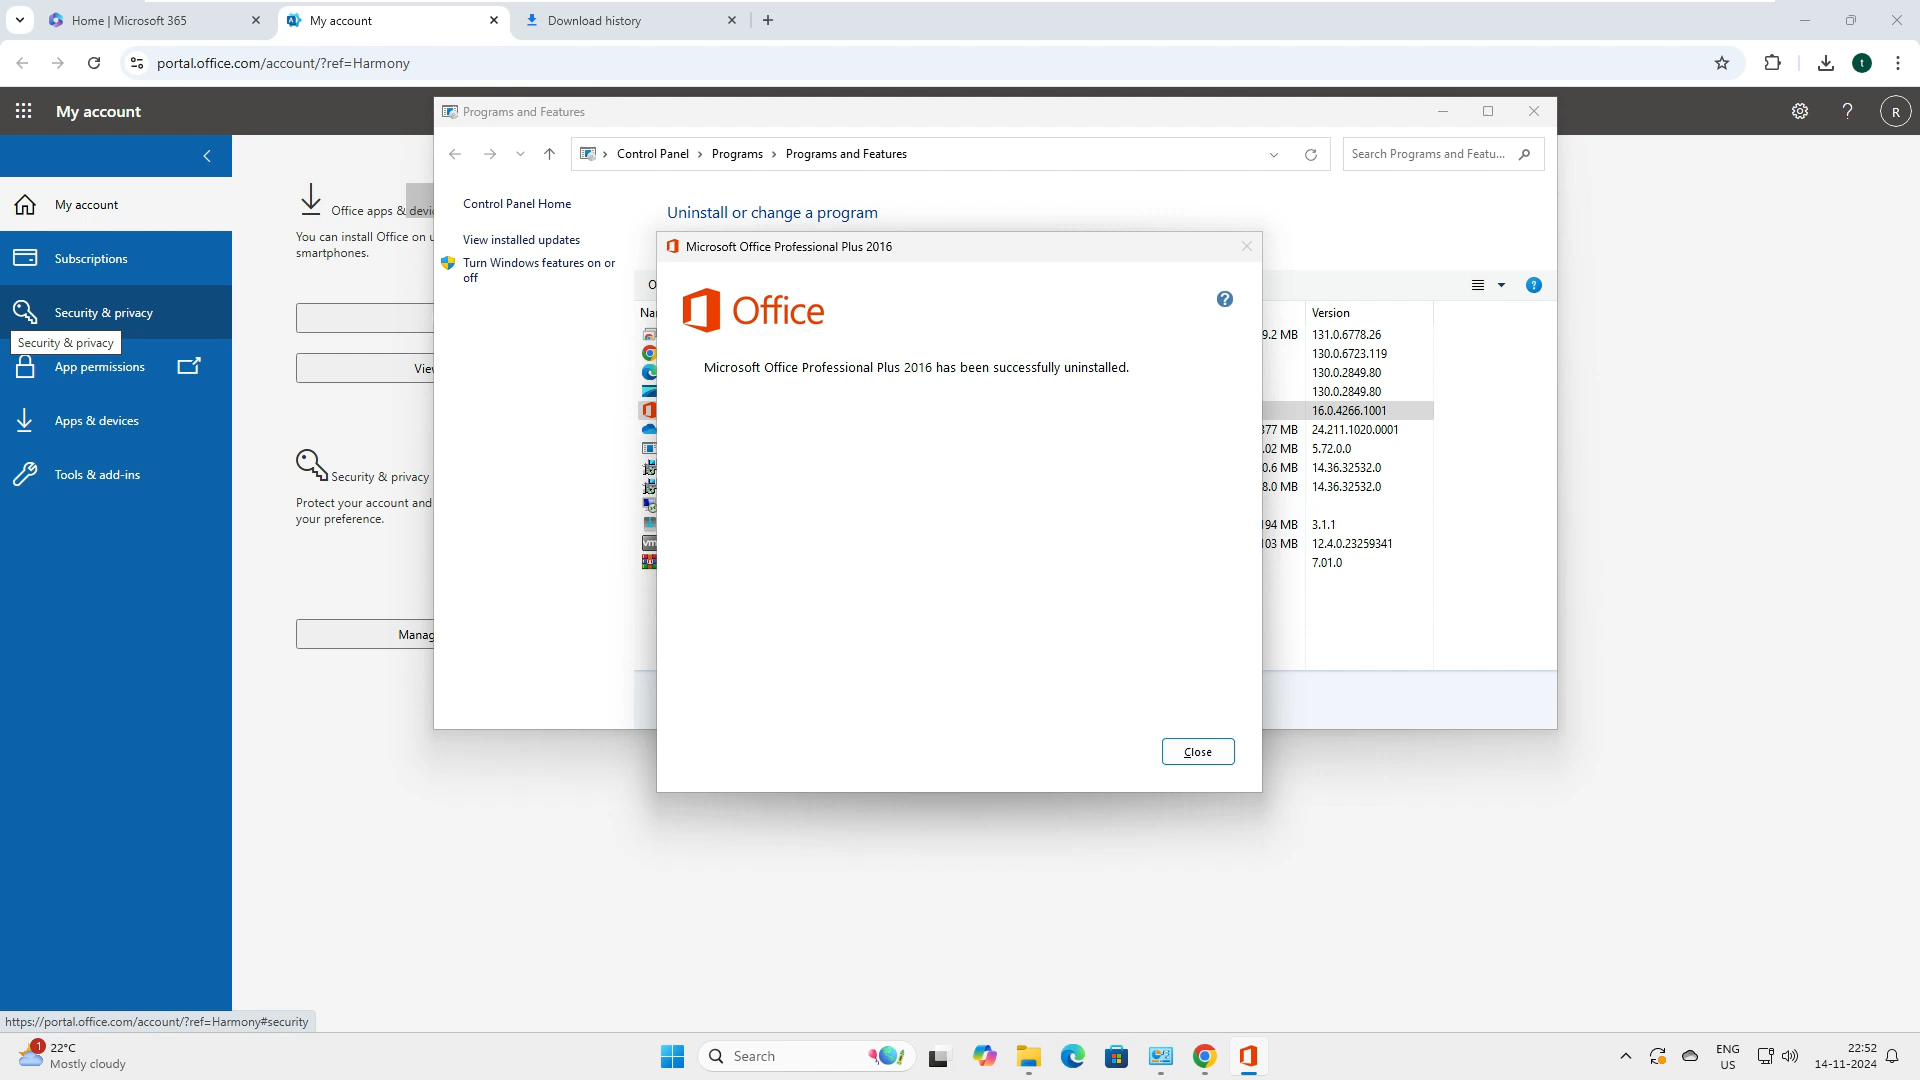 Home | Microsoft 365
My account
Download history
portal.office.com/account/?ref=Harmony
t
My account
R
My account
Subscriptions
Security & privacy
Security & privacy
App permissions
Apps & devices
Tools & add-ins
Office apps & devi
You can install Office on
smartphones.
View
Security & privacy
Protect your account and
your preference.
Manag
Programs and Features
Control Panel > Programs > Programs and Features
Search Programs and Featu...
Control Panel Home
View installed updates
Turn Windows features on or
off
Uninstall or change a program
O
Na
Version
9.2 MB 131.0.6778.26
130.0.6723.119
130.0.2849.80
130.0.2849.80
16.0.4266.1001
377 MB 24.211.1020.0001
.02 MB 5.72.0.0
0.6 MB 14.36.32532.0
8.0 MB 14.36.32532.0
194 MB 3.1.1
103 MB 12.4.0.23259341
7.01.0
Microsoft Office Professional Plus 2016
Office
Microsoft Office Professional Plus 2016 has been successfully uninstalled.
Close
https://portal.office.com/account/?ref=Harmony#security
1
22°C
Mostly cloudy
Search
ENG
US
22:52
14-11-2024